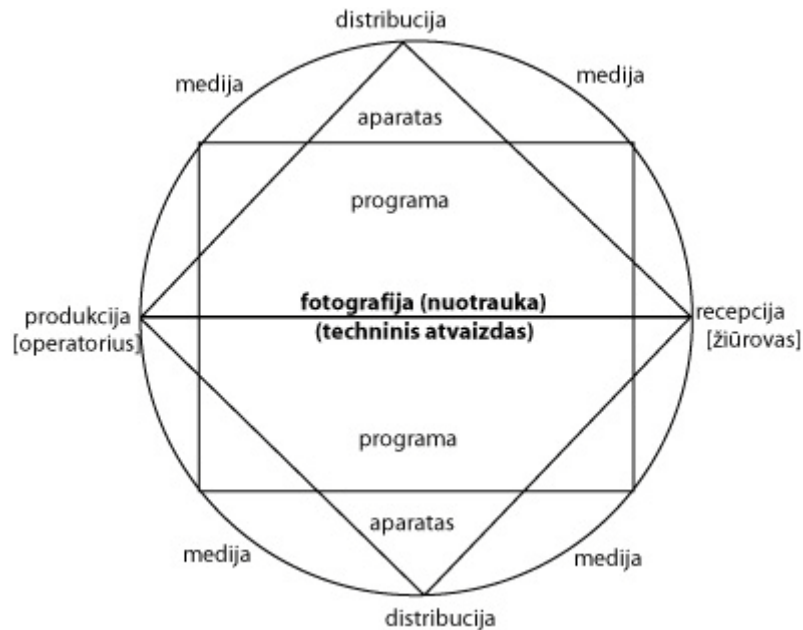 distribucija
medija
medija
aparatas
programa
fotografija (nuotrauka)
produkcija
[operatorius]
(techninis atvaizdas)
recepcija
[žiūrovas]
programa
aparatas
medija
medija
distribucija